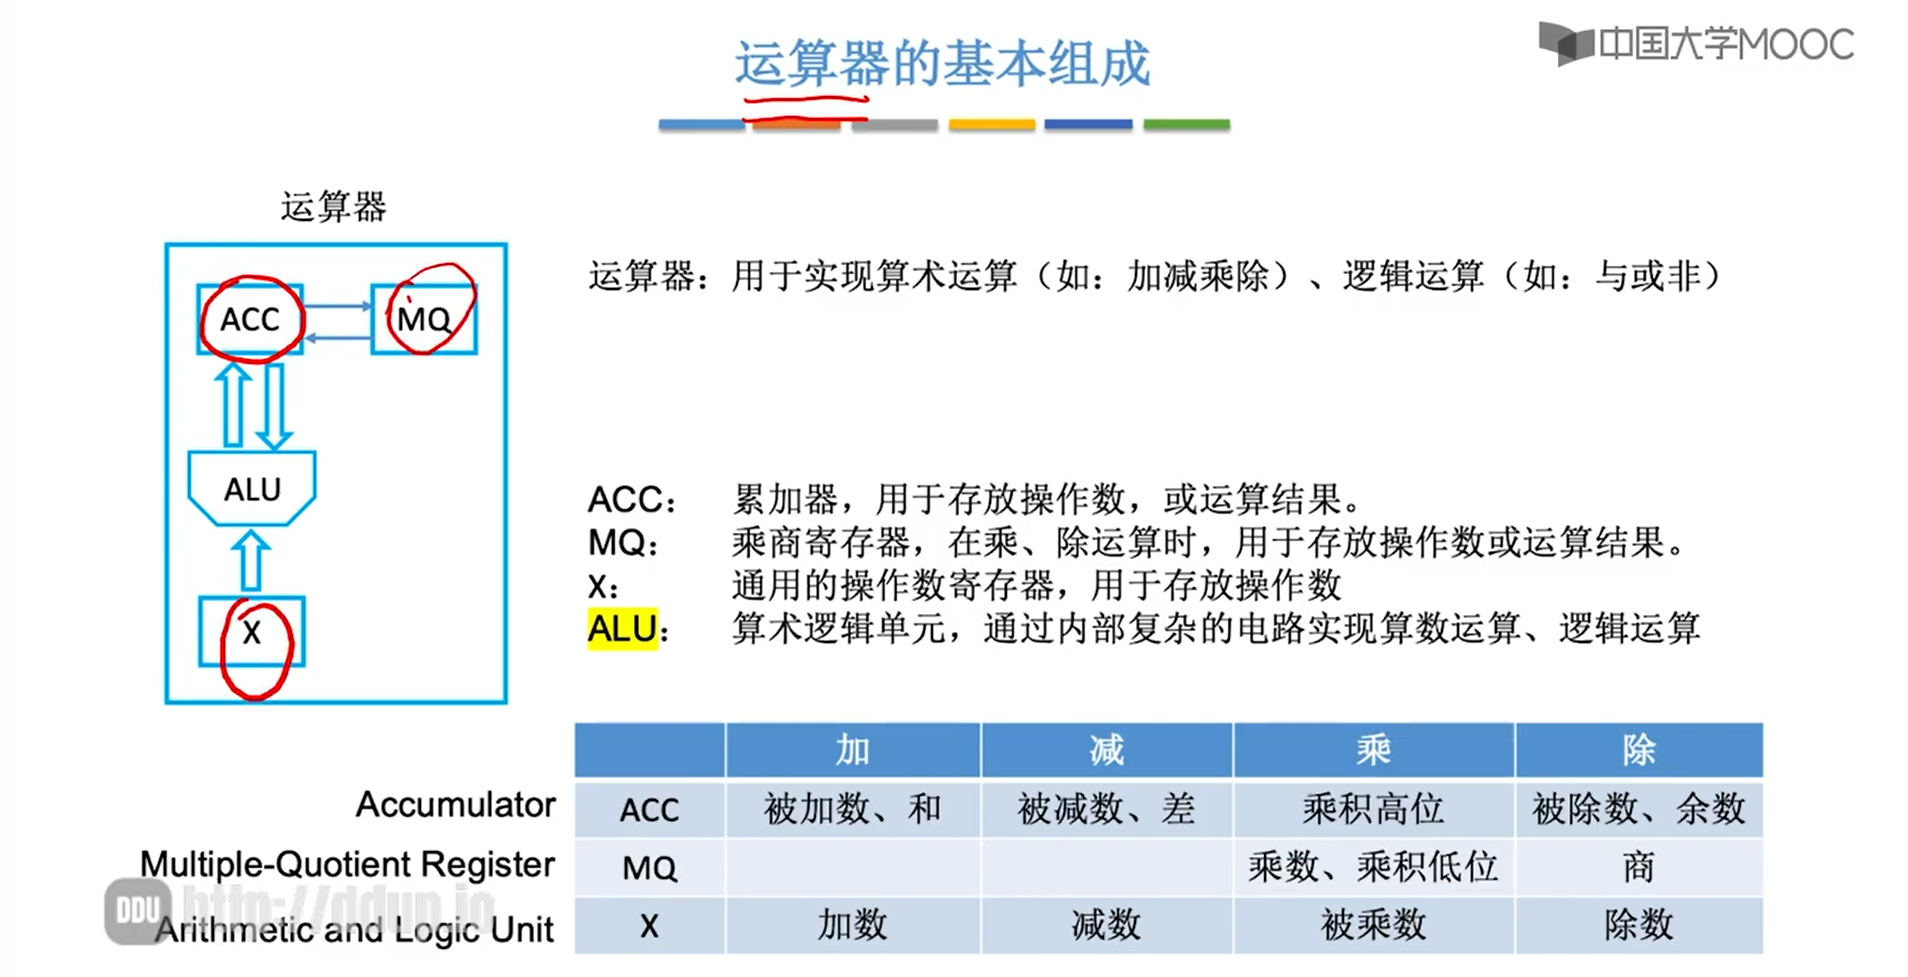 中国大学MOOC
运算器的基本组成
运算器
ACC
MQ
ALU
X
运算器：用于实现算术运算（如：加减乘除）、逻辑运算（如：与或非）
ACC： 累加器，用于存放操作数，或运算结果。
MQ： 乘商寄存器，在乘、除运算时，用于存放操作数或运算结果。
X： 通用的操作数寄存器，用于存放操作数
ALU： 算术逻辑单元，通过内部复杂的电路实现算数运算、逻辑运算
加 减 乘 除
Accumulator ACC 被加数、和 被减数、差 乘积高位 被除数、余数
Multiple-Quotient Register MQ 乘数、乘积低位 商
DDU http://ddup.io
Arithmetic and Logic Unit X 加数 减数 被乘数 除数